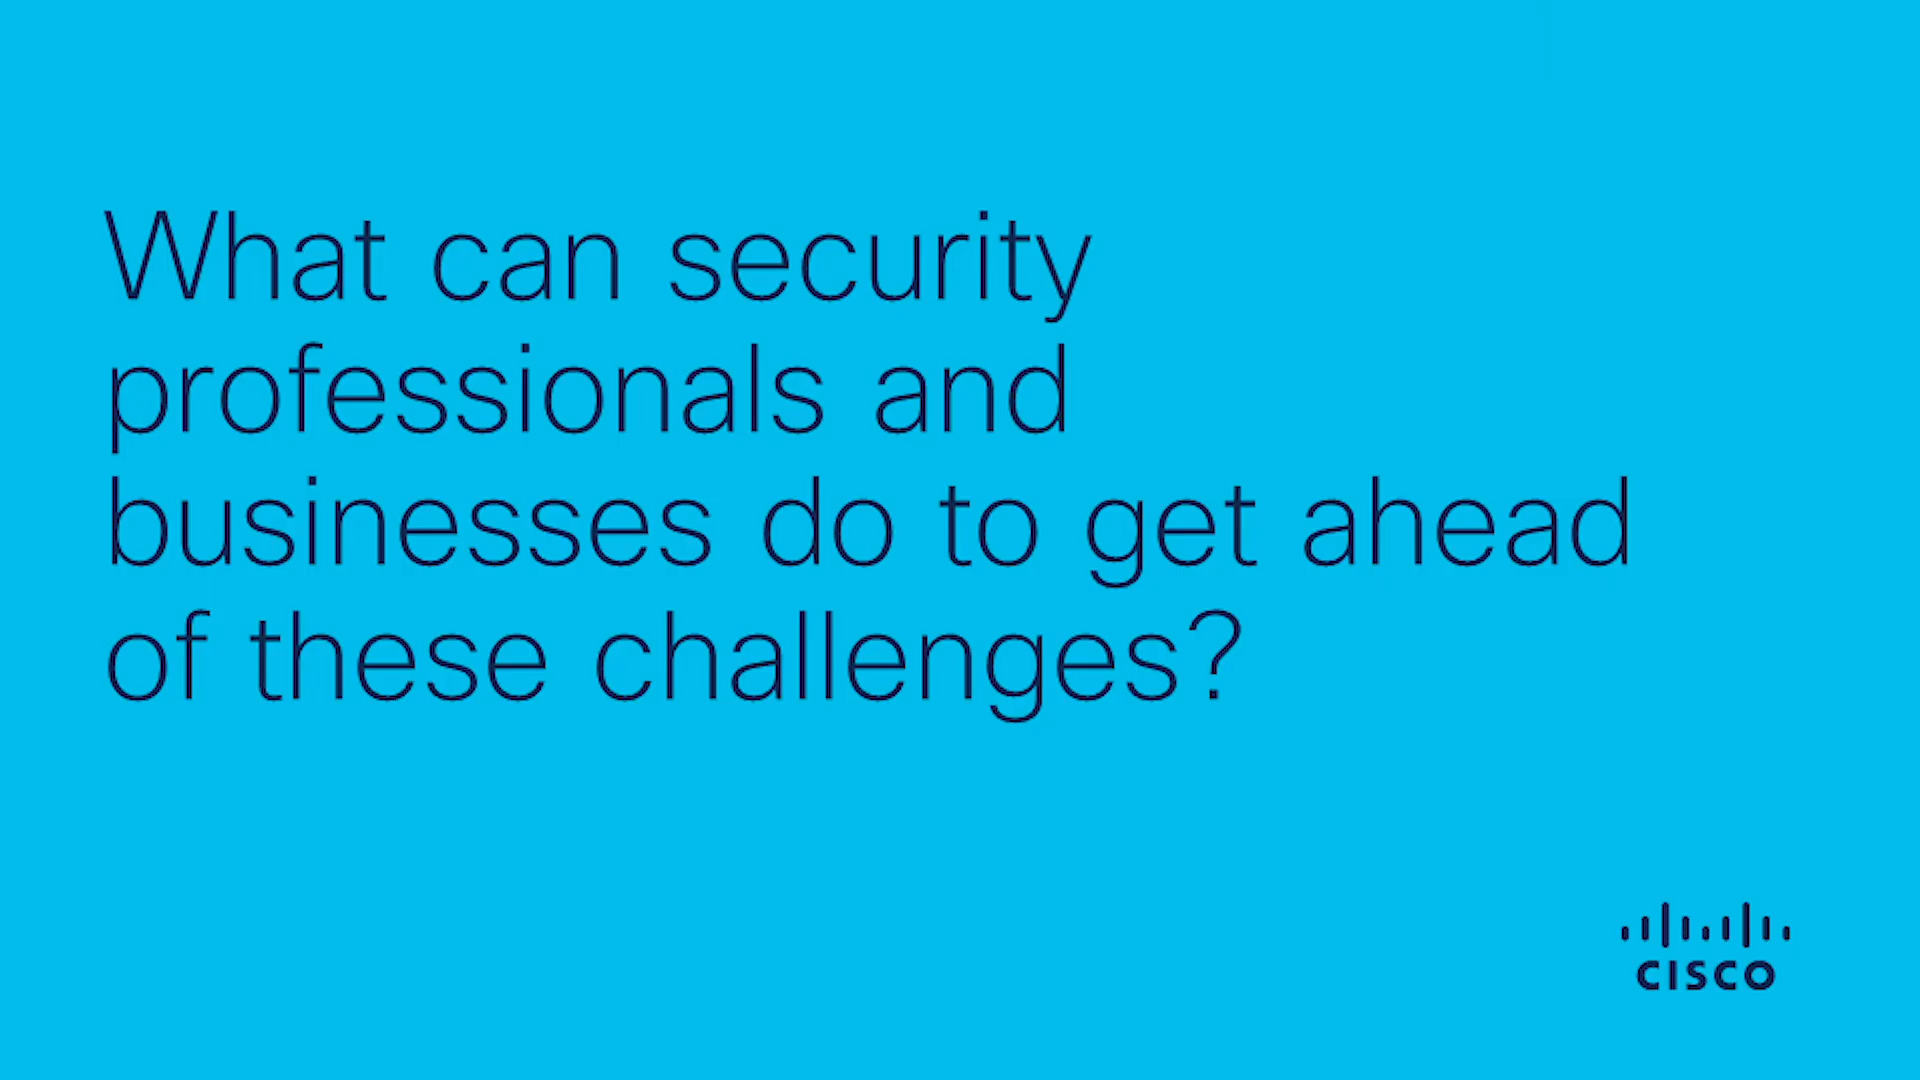 What can security
professionals and
businesses do to get ahead
of these challenges?
CISCO